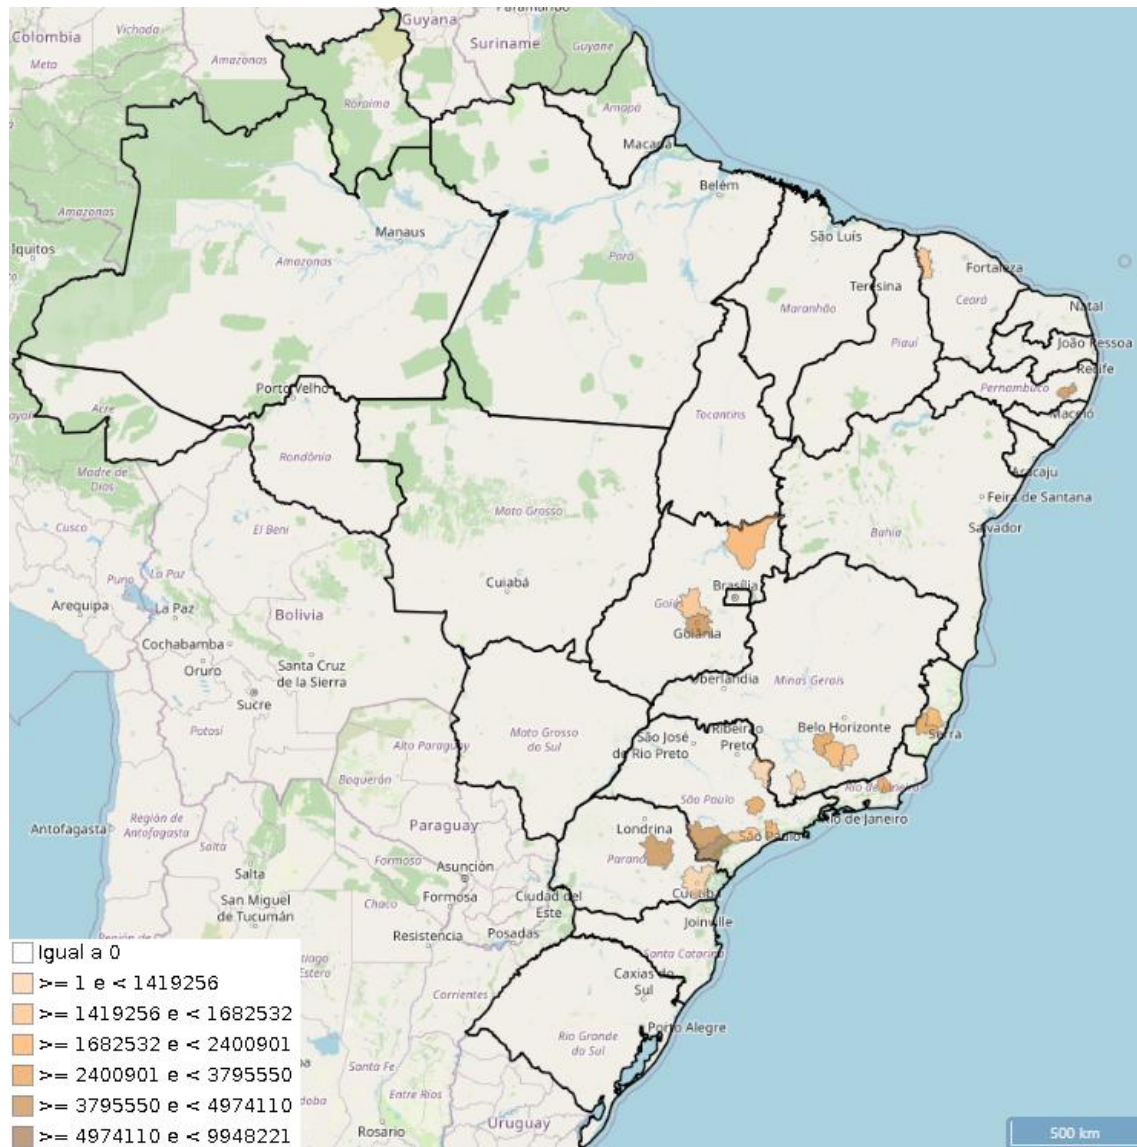 Paramaribo
Guyana
Colombia
Vichada
Suriname
Guyane
Meta
Amazonas
Roraima
Amapá
Macapá
Belém
Amazonas
Iquitos
Manaus
São Luís
Amazonas
Pará
Fortaleza
Teresina
Ceará
Maranhão
Natal
Piauí
João Pessoa
Recife
Porto Velho
Pernambuco
Acre
Tocantins
Maceió
Rondônia
Madre de
Dios
Aracaju
Feira de Santana
Mato Grosso
Cusco
El Beni
Bahia
Salvador
Puno
La Paz
Cuiabá
Brasília
Arequipa
La Paz
Bolivia
Goiás
Cochabamba
Goiânia
Oruro
Santa Cruz
de la Sierra
Uberlandia
Minas Gerais
Sucre
Potosí
Mato Grosso
do Sul
Belo Horizonte
Serra
Alto Paraguay
São José
do Rio Preto
Ribeirão
Preto
Boquerón
São Paulo
Rio de Janeiro
Rio de Janeiro
Antofagasta
Región de
Antofagasta
Paraguay
Londrina
São Paulo
Salta
Formosa
Asunción
Paraná
Salta
Chaco
Formosa
Ciudad del
Este
Curitiba
San Miguel
de Tucumán
Joinville
Resistencia
Posadas
Santa Catarina
Corrientes
Caxias do
Sul
Rio Grande
do Sul
Porto Alegre
Santa Fe
Entre Ríos
Uruguay
Rosario
Igual a 0
>= 1 e < 1419256
>= 1419256 e < 1682532
>= 1682532 e < 2400901
>= 2400901 e < 3795550
>= 3795550 e < 4974110
>= 4974110 e < 9948221
500 km